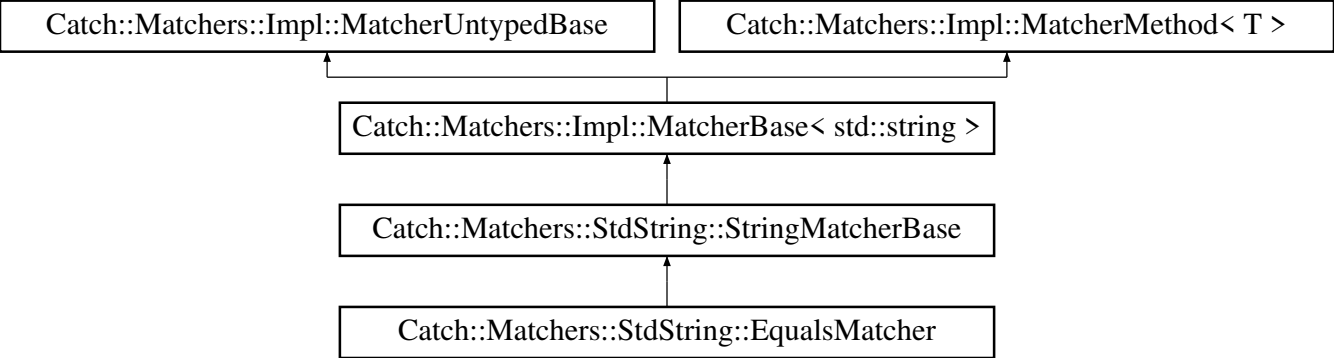 Catch::Matchers::Impl::MatcherUntypedBase
Catch::Matchers::Impl::MatcherMethod< T >
Catch::Matchers::Impl::MatcherBase< std::string >
Catch::Matchers::StdString::StringMatcherBase
Catch::Matchers::StdString::EqualsMatcher